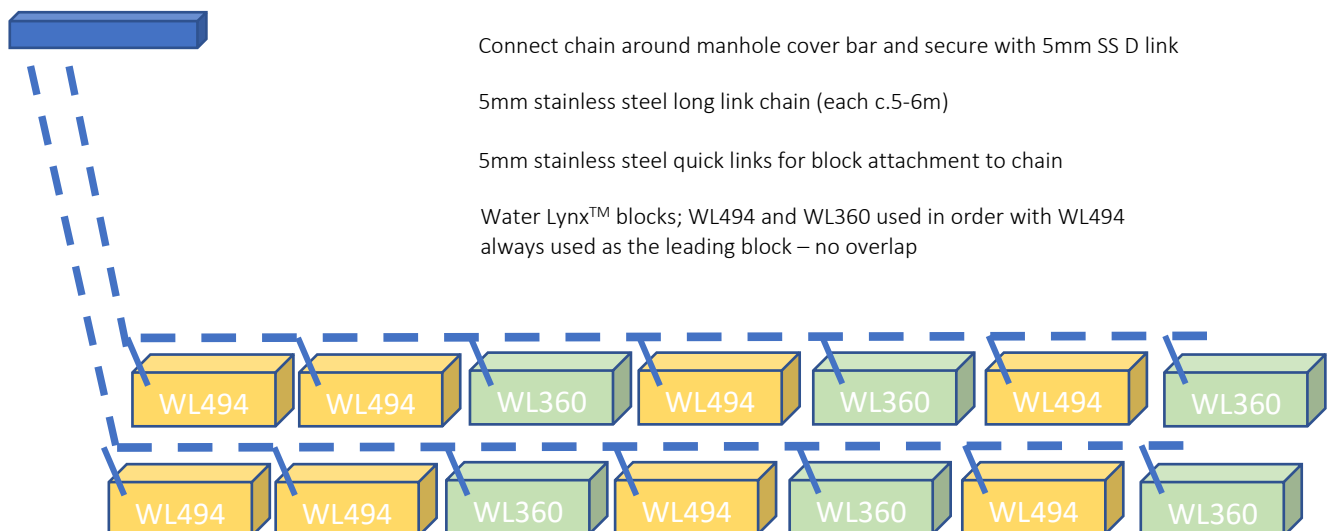 Connect chain around manhole cover bar and secure with 5mm SS D link
5mm stainless steel long link chain (each c.5-6m)
5mm stainless steel quick links for block attachment to chain
Water Lynx™ blocks; WL494 and WL360 used in order with WL494
always used as the leading block – no overlap
WL494 WL494 WL360 WL494 WL360 WL494 WL360
WL494 WL494 WL360 WL494 WL360 WL494 WL360